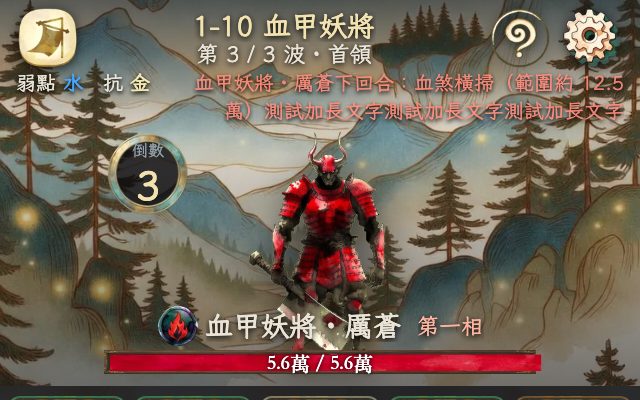 1-10 血甲妖將
第 3 / 3 波·首領
?
弱點 水 抗 金
血甲妖將·厲蒼下回合：血煞橫掃（範圍約 12.5
萬）測試加長文字測試加長文字測試加長文字
倒數
3
血甲妖將·厲蒼 第一相
5.6萬 / 5.6萬